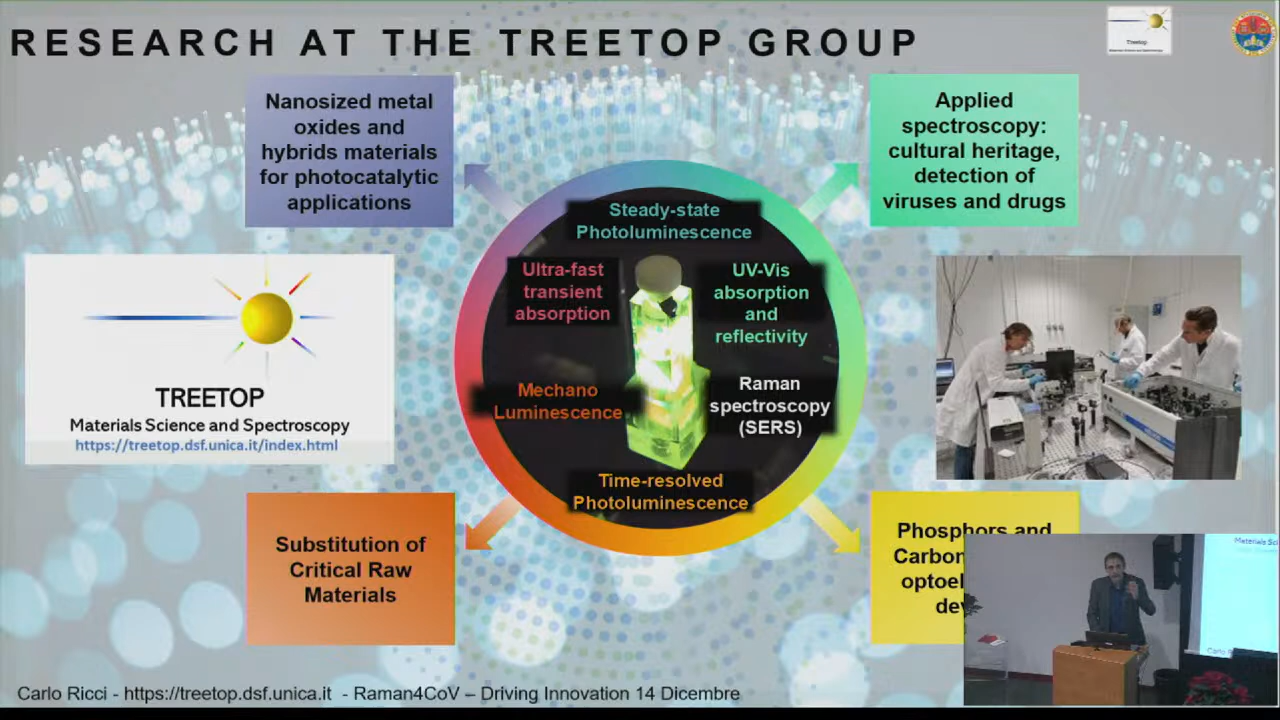 RESEARCH AT THE TREETOP GROUP
Treetop
Nanosized metal
oxides and
hybrids materials
for photocatalytic
applications
Applied
spectroscopy:
cultural heritage,
detection of
viruses and drugs
Steady-state
Photoluminescence
Ultra-fast
transient
absorption
UV-Vis
absorption
and
reflectivity
Mechano
Luminescence
Raman
spectroscopy
(SERS)
Time-resolved
Photoluminescence
TREETOP
Materials Science and Spectroscopy
https://treetop.dsf.unica.it/index.html
Substitution of
Critical Raw
Materials
Phosphors and
Carbon
optoel
de
Materials Sci
Carlo Ricci - https://treetop.dsf.unica.it - Raman4CoV – Driving Innovation 14 Dicembre